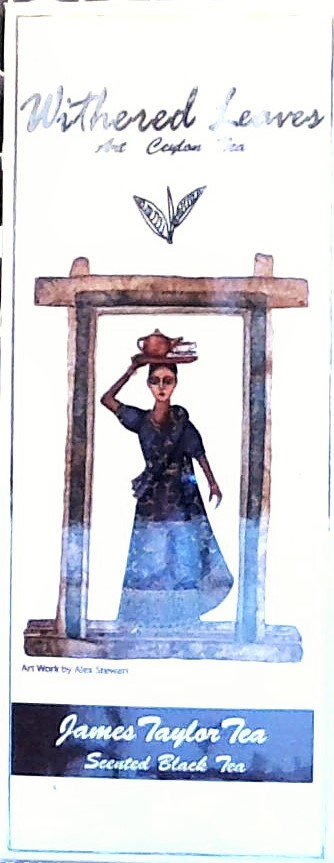 Withered Leaves
Art Ceylon Tea
Art Work by Alex Stewart
James Taylor Tea
Scented Black Tea